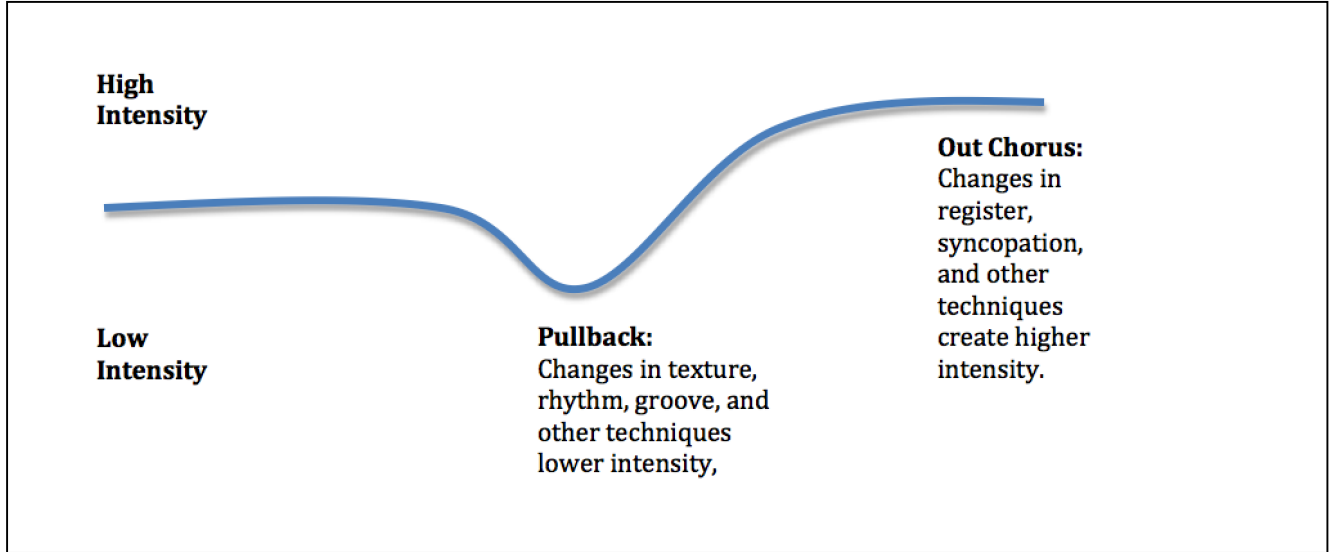 High
Intensity
Out Chorus:
Changes in
register,
syncopation,
and other
techniques
create higher
intensity.
Low
Intensity
Pullback:
Changes in texture,
rhythm, groove, and
other techniques
lower intensity,